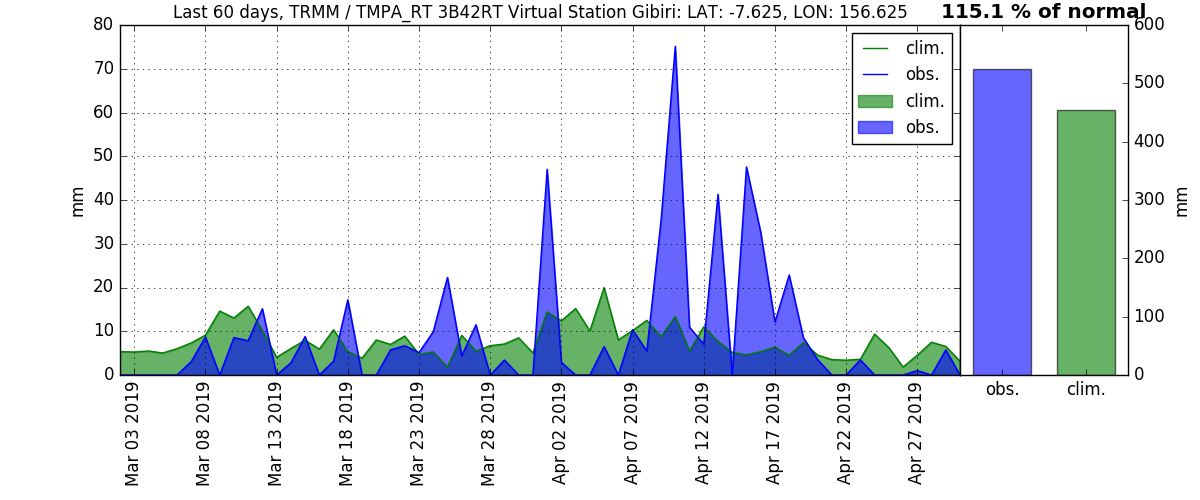 Last 60 days, TRMM / TMPA_RT 3B42RT Virtual Station Gibiri: LAT: -7.625, LON: 156.625
115.1 % of normal
80
70
60
50
40
30
20
10
0
mm
clim.
obs.
clim.
obs.
Mar 03 2019
Mar 08 2019
Mar 13 2019
Mar 18 2019
Mar 23 2019
Mar 28 2019
Apr 02 2019
Apr 07 2019
Apr 12 2019
Apr 17 2019
Apr 22 2019
Apr 27 2019
600
500
400
300
200
100
0
mm
obs.
clim.